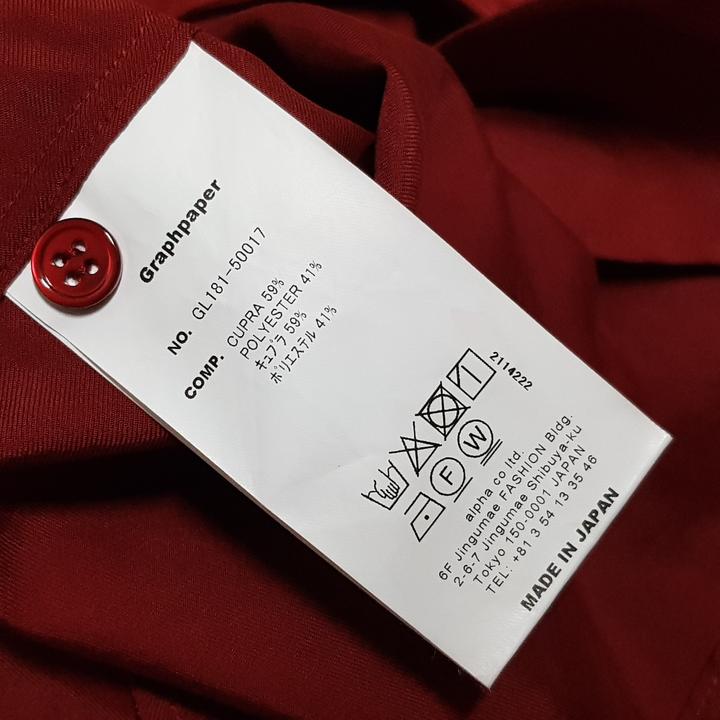 Graphpaper
NO. GL181-50017
COMP. CUPRA 59%
POLYESTER 41%
キュプラ 59%
ポリエステル 41%
2114222
F W
alpha co ltd.
6F Jingumae FASHION Bldg.
2-6-7 Jingumae Shibuya-ku
Tokyo 150-0001 JAPAN
TEL: +81 3 54 13 35 46
MADE IN JAPAN